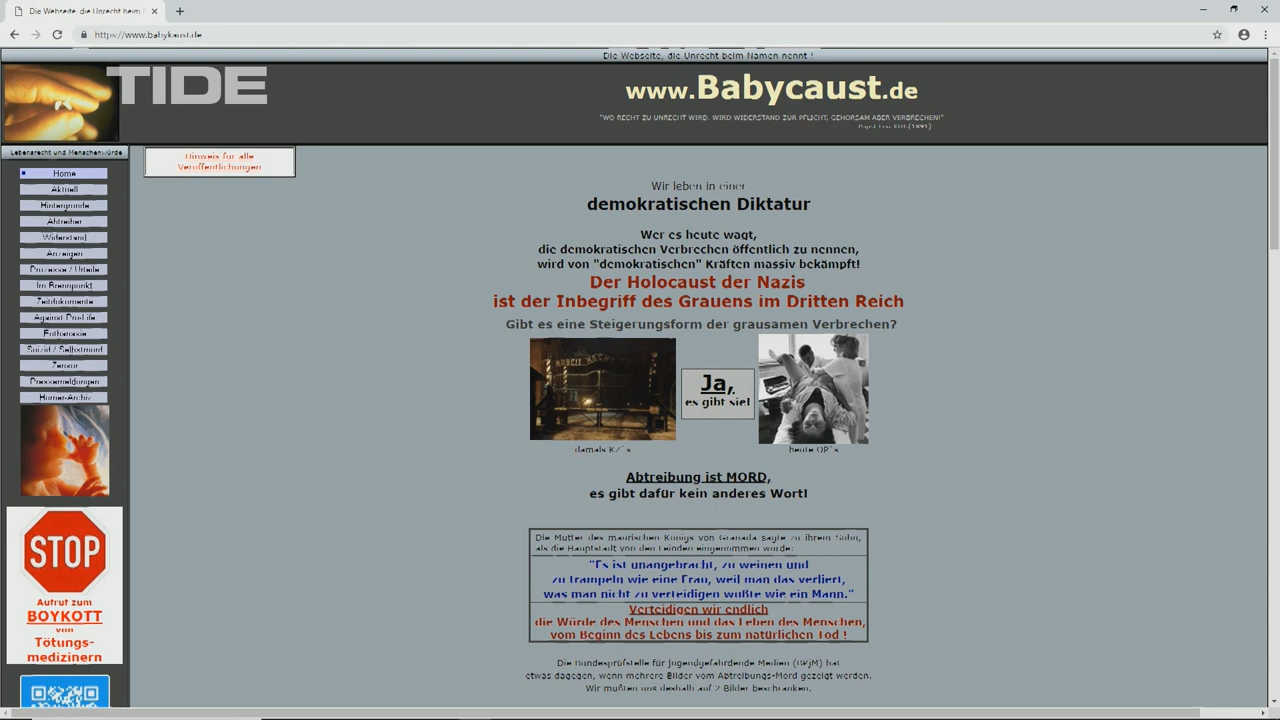 Die Webseite, die Unrecht beim
https://www.babykaust.de
Die Webseite, die Unrecht beim Namen nennt !
TIDE
www.Babycaust.de
"WO RECHT ZU UNRECHT WIRD, WIRD WIDERSTAND ZUR PFLICHT, GEHORSAM ABER VERBRECHEN!"
Papst Leo XIII.(1891)
Lebensrecht und Menschenwürde
Home
Aktuell
Hintergründe
Abtreiber
Widerstand
Anzeigen
Prozesse / Urteile
Im Brennpunkt
Zeitdokumente
Against Pro-Life
Euthanasie
Suizid / Selbstmord
Zensur
Pressemeldungen
Humer-Archiv
STOP
Aufruf zum
BOYKOTT
von
Tötungs-
medizinern
Hinweis für alle
Veröffentlichungen
Wir leben in einer
demokratischen Diktatur
Wer es heute wagt,
die demokratischen Verbrechen öffentlich zu nennen,
wird von "demokratischen" Kräften massiv bekämpft!
Der Holocaust der Nazis
ist der Inbegriff des Grauens im Dritten Reich
Gibt es eine Steigerungsform der grausamen Verbrechen?
ARBEIT MACHT
Ja,
es gibt sie!
damals KZ`s
heute OP`s
Abtreibung ist MORD,
es gibt dafür kein anderes Wort!
Die Mutter des maurischen Königs von Granada sagte zu ihrem Sohn,
als die Hauptstadt von den Feinden eingenommen wurde:
"Es ist unangebracht, zu weinen und
zu trampeln wie eine Frau, weil man das verliert,
was man nicht zu verteidigen wußte wie ein Mann."
Verteidigen wir endlich
die Würde des Menschen und das Leben des Menschen,
vom Beginn des Lebens bis zum natürlichen Tod !
Die Bundesprüfstelle für jugendgefährdende Medien (BPjM) hat
etwas dagegen, wenn mehrere Bilder vom Abtreibungs-Mord gezeigt werden.
Wir mußten uns deshalb auf 2 Bilder beschränken.